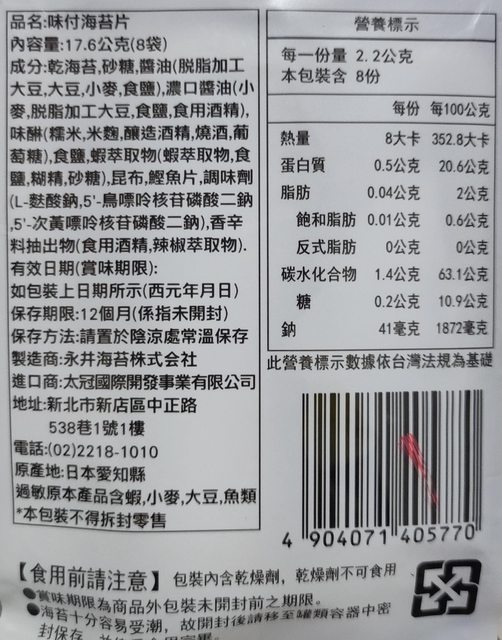 品名:味付海苔片
內容量:17.6公克(8袋)
成分:乾海苔,砂糖,醬油(脫脂加工
大豆,大豆,小麥,食鹽),濃口醬油(小
麥,脫脂加工大豆,食鹽,食用酒精),
味醂(糯米,米麴,釀造酒精,燒酒,葡
萄糖),食鹽,蝦萃取物(蝦萃取物,食
鹽,糊精,砂糖),昆布,鰹魚片,調味劑
(L-麩酸鈉,5'-鳥嘌呤核苷磷酸二鈉
,5'-次黃嘌呤核苷磷酸二鈉),香辛
料抽出物(食用酒精,辣椒萃取物).
有效日期(賞味期限):
如包裝上日期所示(西元年月日)
保存期限:12個月(係指未開封)
保存方法:請置於陰涼處常溫保存
製造商:永井海苔株式会社
進口商:太冠國際開發事業有限公司
地址:新北市新店區中正路
538巷1號1樓
電話:(02)2218-1010
原產地:日本愛知縣
過敏原本產品含蝦,小麥,大豆,魚類
*本包裝不得拆封零售
營養標示
每一份量 2.2公克
本包裝含 8份
每份 每100公克
熱量 8大卡 352.8大卡
蛋白質 0.5公克 20.6公克
脂肪 0.04公克 2公克
飽和脂肪 0.01公克 0.6公克
反式脂肪 0公克 0公克
碳水化合物 1.4公克 63.1公克
糖 0.2公克 10.9公克
鈉 41毫克 1872毫克
此營養標示數據依台灣法規為基礎
4 904071 405770
【食用前請注意】 包裝內含乾燥劑，乾燥劑不可食用
●賞味期限為商品外包裝未開封前之期限。
●海苔十分容易受潮，故開封後請移至罐類容器中密
封保存